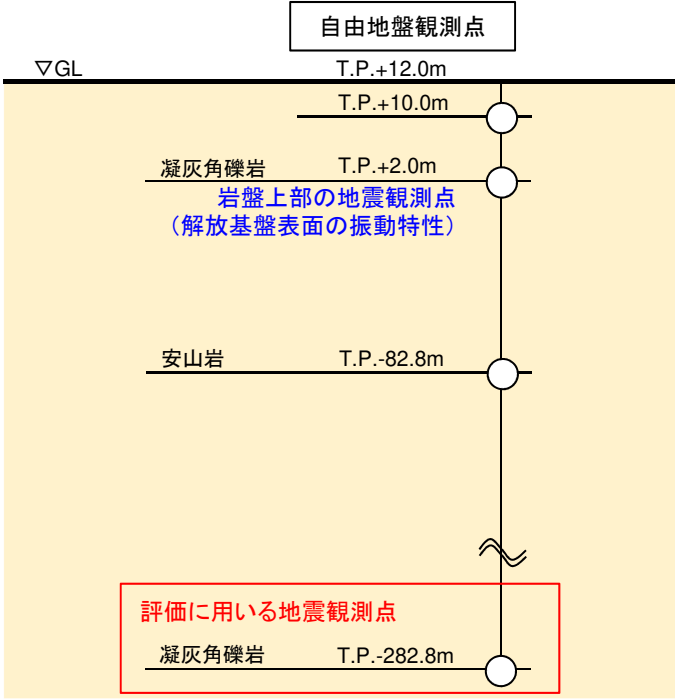 自由地盤観測点
▽GL T.P.+12.0m
T.P.+10.0m
凝灰角礫岩 T.P.+2.0m
岩盤上部の地震観測点
（解放基盤表面の振動特性）
安山岩 T.P.-82.8m
評価に用いる地震観測点
凝灰角礫岩 T.P.-282.8m